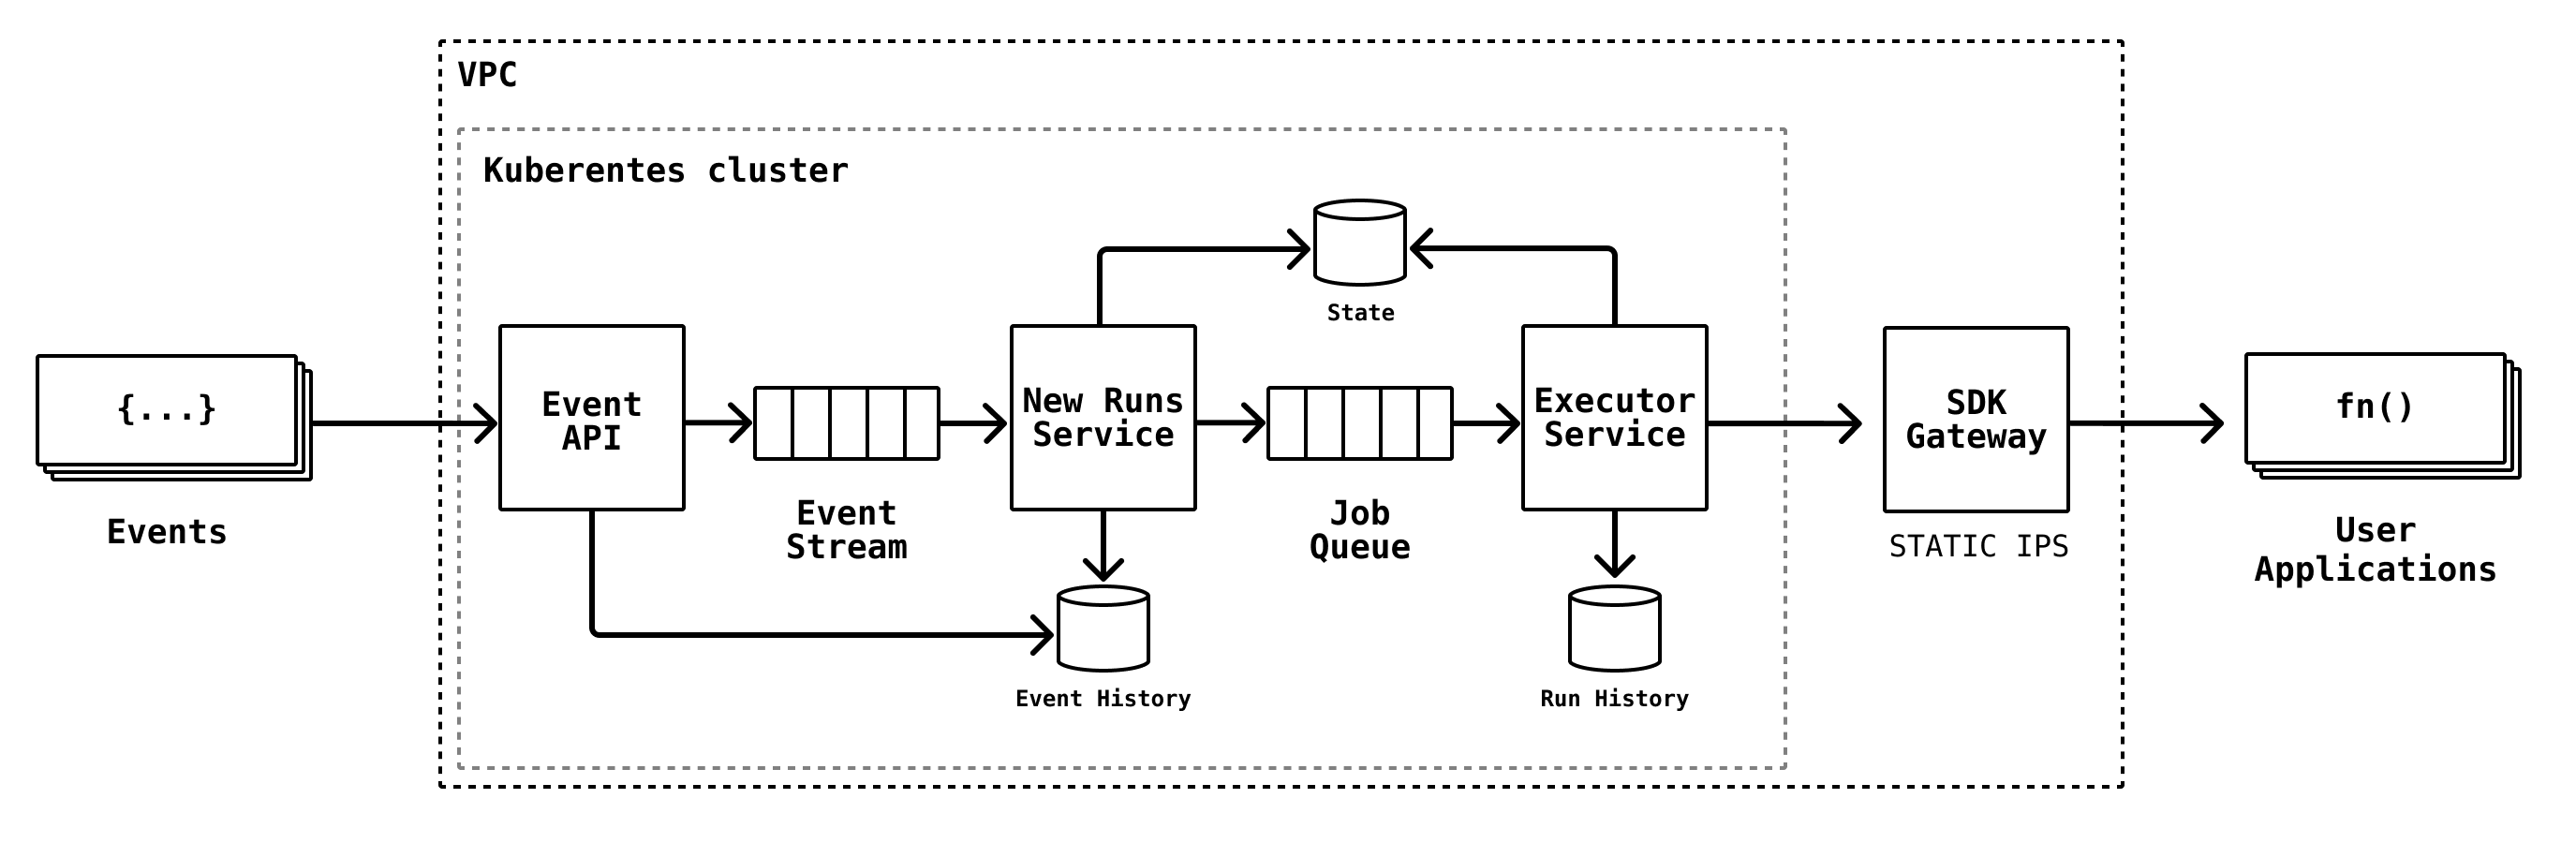 VPC
Kuberentes cluster
State
{...}
Events
Event
API
Event
Stream
New Runs
Service
Job
Queue
Executor
Service
SDK
Gateway
STATIC IPS
fn()
User
Applications
Event History
Run History